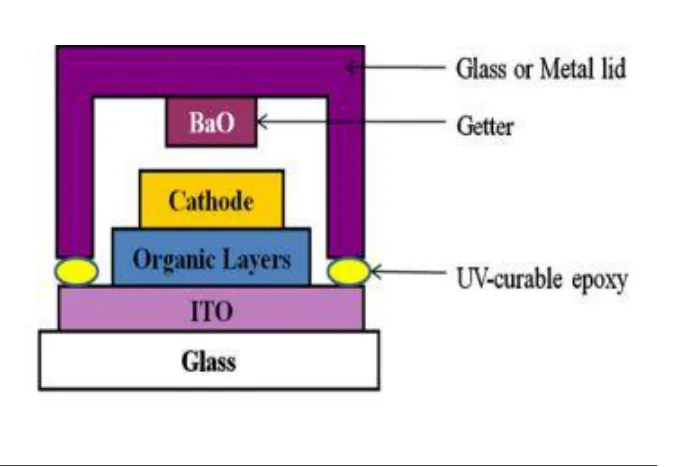 Glass or Metal lid
BaO
Getter
Cathode
Organic Layers
UV-curable epoxy
ITO
Glass